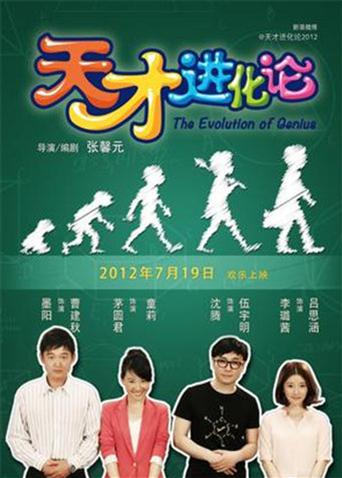 新浪微博
@天才进化论2012
天才进化论
The Evolution of Genius
导演/编剧 张馨元
2012年7月19日 欢乐上映
墨阳 饰演 曹建秋
茅圆君 饰演 童莉
沈腾 饰演 伍宇明
李璐茜 饰演 吕思涵